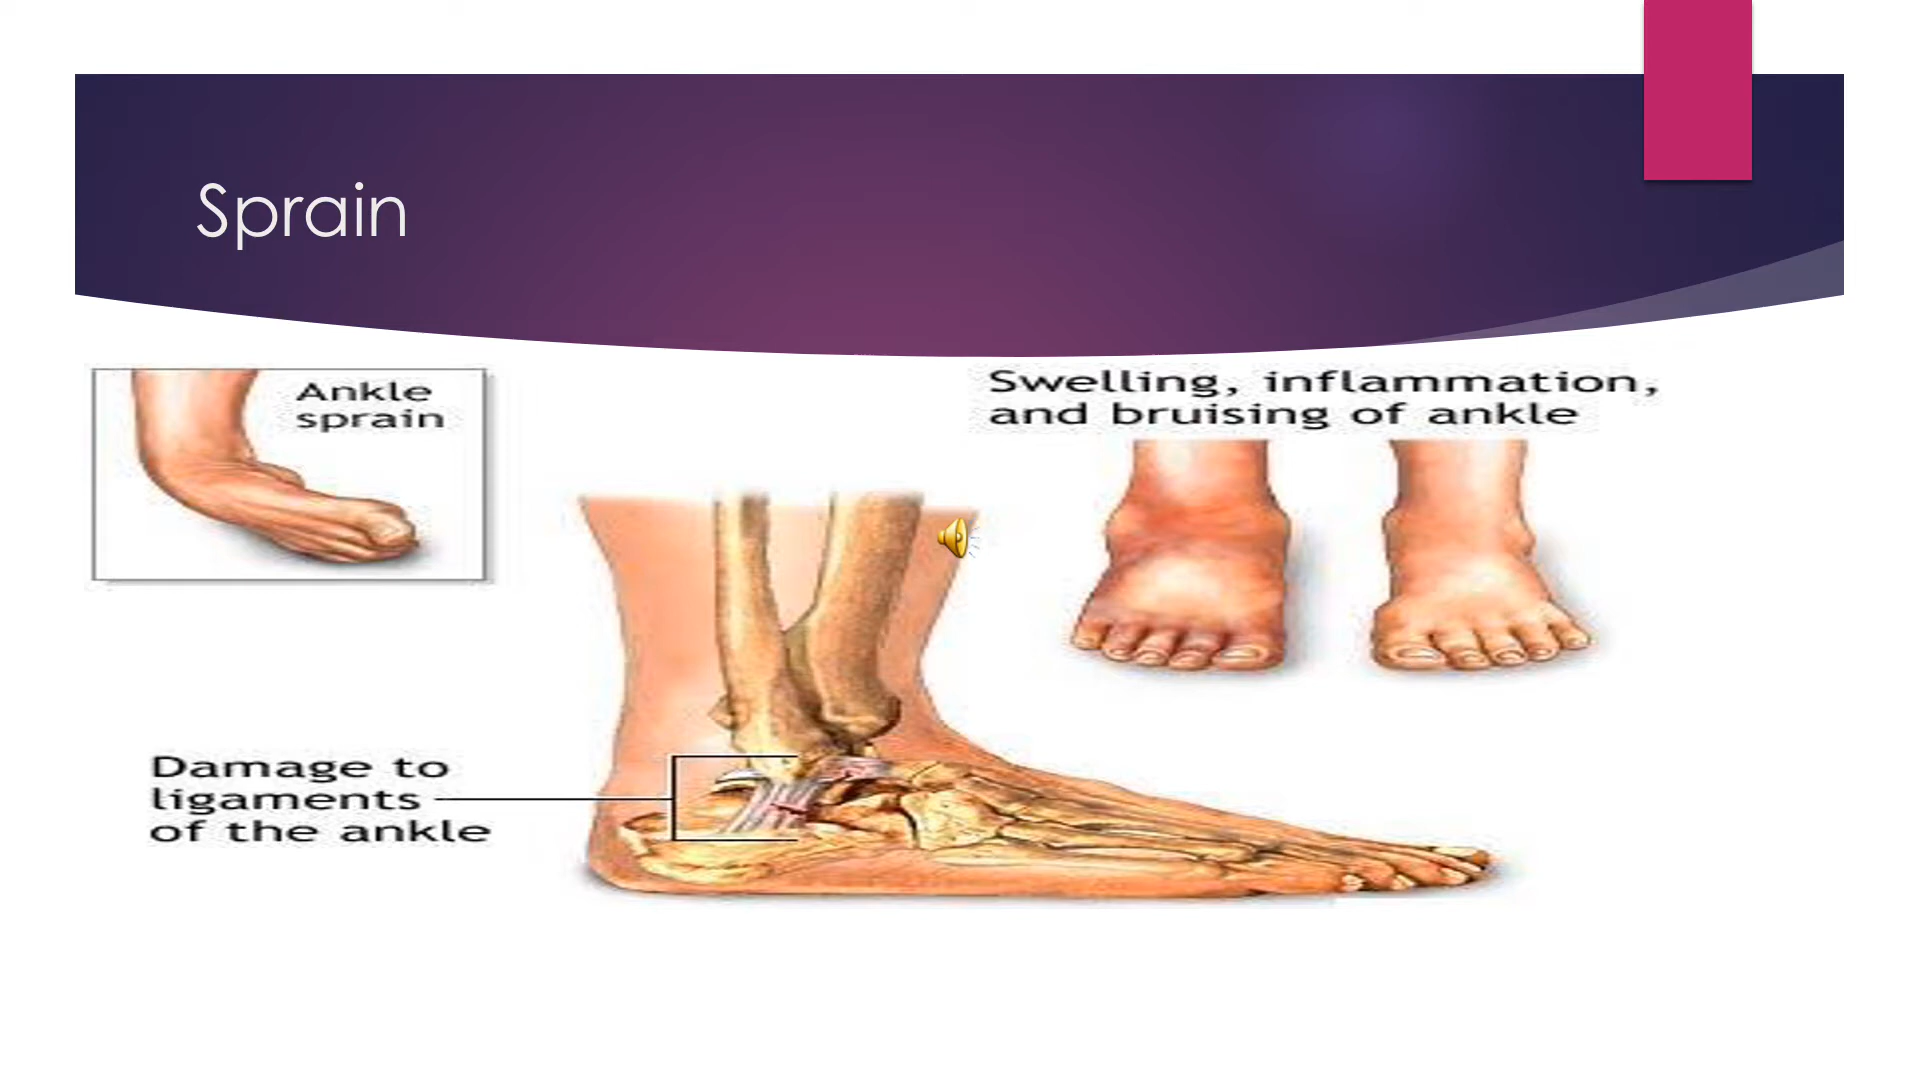 Sprain
Ankle
sprain
Swelling, inflammation,
and bruising of ankle
Damage to
ligaments
of the ankle